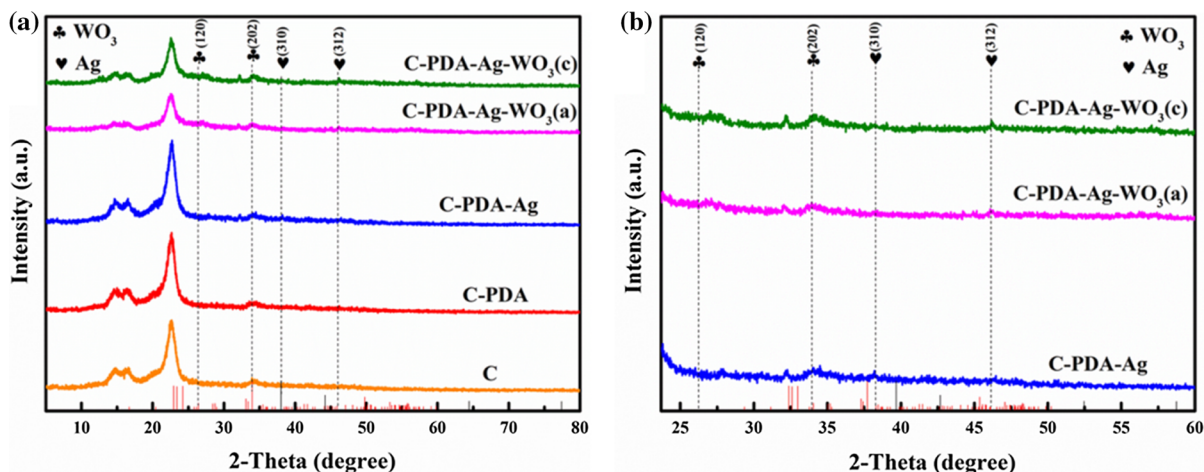 (a)
♣ WO3
♥ Ag
♣(120)
♣(202)
♥(310)
♥(312)
C-PDA-Ag-WO3(c)
C-PDA-Ag-WO3(a)
C-PDA-Ag
C-PDA
C
Intensity (a.u.)
10 20 30 40 50 60 70 80
2-Theta (degree)
(b)
♣(120)
♣(202)
♥(310)
♥(312)
♣ WO3
♥ Ag
C-PDA-Ag-WO3(c)
C-PDA-Ag-WO3(a)
C-PDA-Ag
Intensity (a.u.)
25 30 35 40 45 50 55 60
2-Theta (degree)